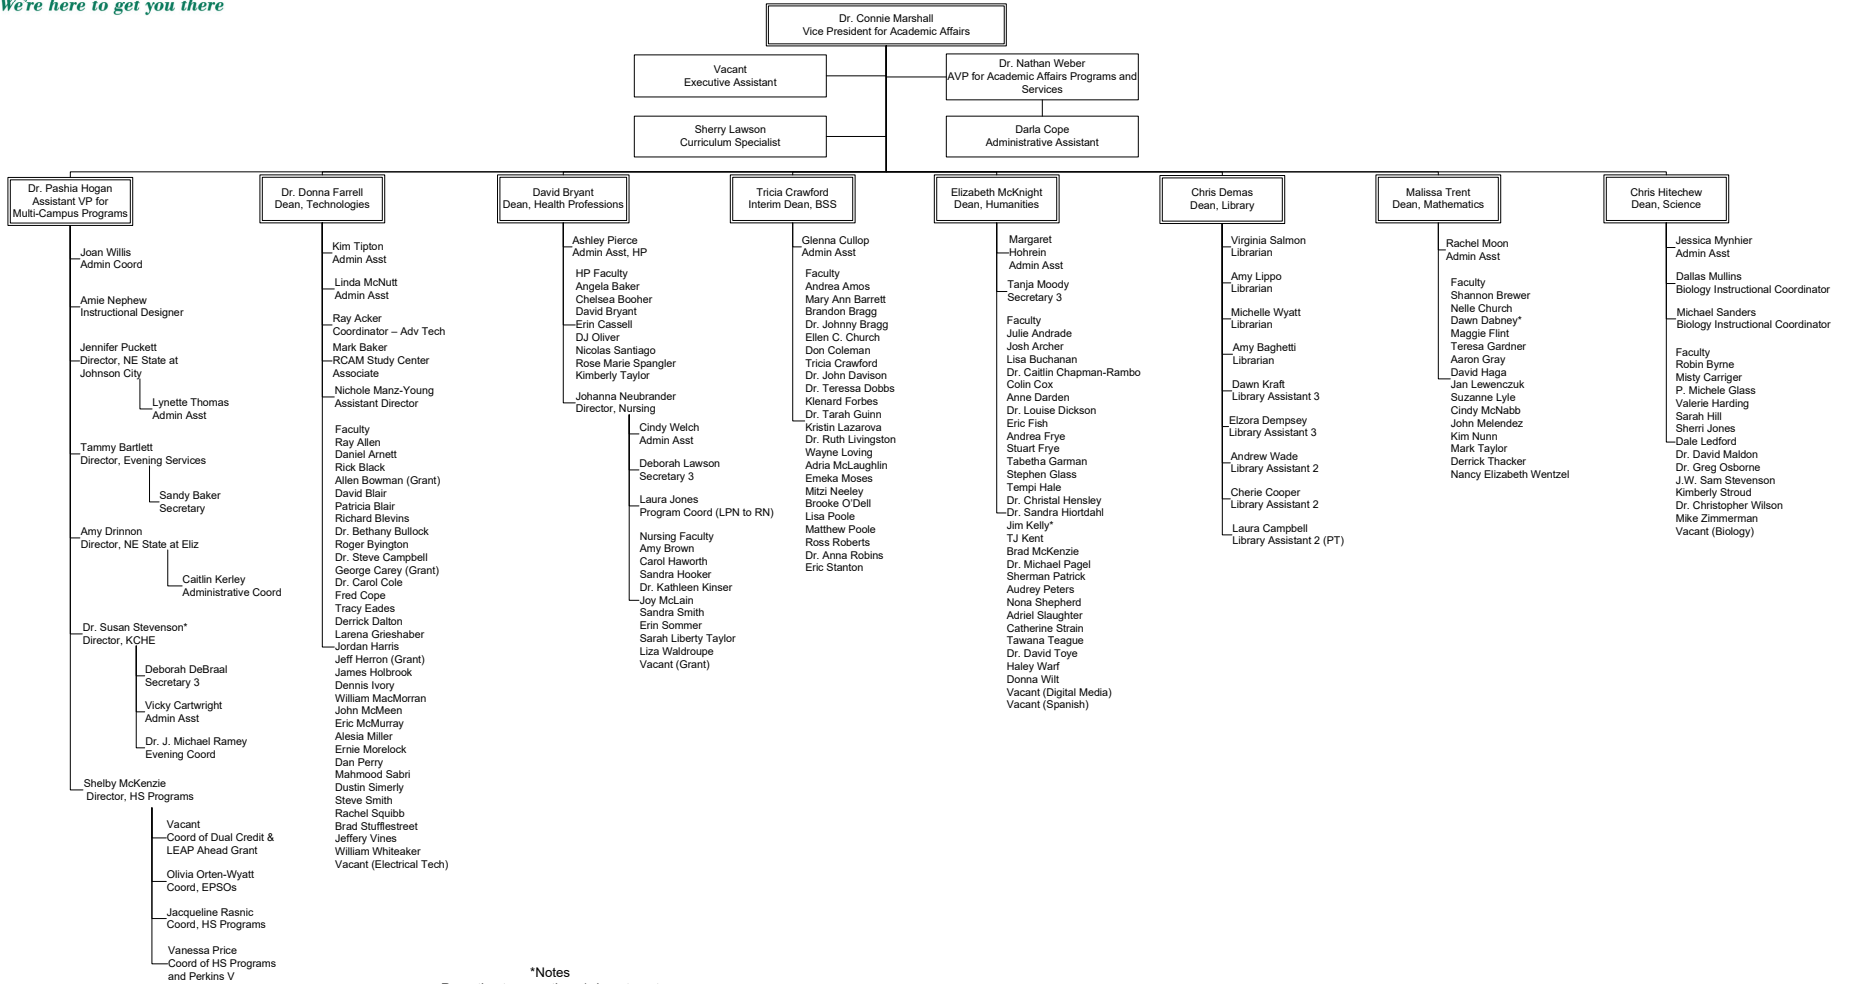 We're here to get you there
Dr. Connie Marshall
Vice President for Academic Affairs
Vacant
Executive Assistant
Dr. Nathan Weber
AVP for Academic Affairs Programs and
Services
Sherry Lawson
Curriculum Specialist
Darla Cope
Administrative Assistant
Dr. Pashia Hogan
Assistant VP for
Multi-Campus Programs
Joan Willis
Admin Coord
Amie Nephew
Instructional Designer
Jennifer Puckett
Director, NE State at
Johnson City
Lynette Thomas
Admin Asst
Tammy Bartlett
Director, Evening Services
Sandy Baker
Secretary
Amy Drinnon
Director, NE State at Eliz
Caitlin Kerley
Administrative Coord
Dr. Susan Stevenson*
Director, KCHE
Deborah DeBraal
Secretary 3
Vicky Cartwright
Admin Asst
Dr. J. Michael Ramey
Evening Coord
Shelby McKenzie
Director, HS Programs
Vacant
Coord of Dual Credit &
LEAP Ahead Grant
Olivia Orten-Wyatt
Coord, EPSOs
Jacqueline Rasnic
Coord, HS Programs
Vanessa Price
Coord of HS Programs
and Perkins V
Dr. Donna Farrell
Dean, Technologies
Kim Tipton
Admin Asst
Linda McNutt
Admin Asst
Ray Acker
Coordinator – Adv Tech
Mark Baker
RCAM Study Center
Associate
Nichole Manz-Young
Assistant Director
Faculty
Ray Allen
Daniel Arnett
Rick Black
Allen Bowman (Grant)
David Blair
Patricia Blair
Richard Blevins
Dr. Bethany Bullock
Roger Byington
Dr. Steve Campbell
George Carey (Grant)
Dr. Carol Cole
Fred Cope
Tracy Eades
Derrick Dalton
Larena Grieshaber
Jordan Harris
Jeff Herron (Grant)
James Holbrook
Dennis Ivory
William MacMorran
John McMeen
Eric McMurray
Alesia Miller
Ernie Morelock
Dan Perry
Mahmood Sabri
Dustin Simerly
Steve Smith
Rachel Squibb
Brad Stufflestreet
Jeffery Vines
William Whiteaker
Vacant (Electrical Tech)
David Bryant
Dean, Health Professions
Ashley Pierce
Admin Asst, HP
HP Faculty
Angela Baker
Chelsea Booher
David Bryant
Erin Cassell
DJ Oliver
Nicolas Santiago
Rose Marie Spangler
Kimberly Taylor
Johanna Neubrander
Director, Nursing
Cindy Welch
Admin Asst
Deborah Lawson
Secretary 3
Laura Jones
Program Coord (LPN to RN)
Nursing Faculty
Amy Brown
Carol Haworth
Sandra Hooker
Dr. Kathleen Kinser
Joy McLain
Sandra Smith
Erin Sommer
Sarah Liberty Taylor
Liza Waldroupe
Vacant (Grant)
Tricia Crawford
Interim Dean, BSS
Glenna Cullop
Admin Asst
Faculty
Andrea Amos
Mary Ann Barrett
Brandon Bragg
Dr. Johnny Bragg
Ellen C. Church
Don Coleman
Tricia Crawford
Dr. John Davison
Dr. Teressa Dobbs
Klenard Forbes
Dr. Tarah Guinn
Kristin Lazarova
Dr. Ruth Livingston
Wayne Loving
Adria McLaughlin
Emeka Moses
Mitzi Neeley
Brooke O'Dell
Lisa Poole
Matthew Poole
Ross Roberts
Dr. Anna Robins
Eric Stanton
Elizabeth McKnight
Dean, Humanities
Margaret
Hohrein
Admin Asst
Tanja Moody
Secretary 3
Faculty
Julie Andrade
Josh Archer
Lisa Buchanan
Dr. Caitlin Chapman-Rambo
Colin Cox
Anne Darden
Dr. Louise Dickson
Eric Fish
Andrea Frye
Stuart Frye
Tabetha Garman
Stephen Glass
Tempi Hale
Dr. Christal Hensley
Dr. Sandra Hiortdahl
Jim Kelly*
TJ Kent
Brad McKenzie
Dr. Michael Pagel
Sherman Patrick
Audrey Peters
Nona Shepherd
Adriel Slaughter
Catherine Strain
Tawana Teague
Dr. David Toye
Haley Warf
Donna Wilt
Vacant (Digital Media)
Vacant (Spanish)
Chris Demas
Dean, Library
Virginia Salmon
Librarian
Amy Lippo
Librarian
Michelle Wyatt
Librarian
Amy Baghetti
Librarian
Dawn Kraft
Library Assistant 3
Elzora Dempsey
Library Assistant 3
Andrew Wade
Library Assistant 2
Cherie Cooper
Library Assistant 2
Laura Campbell
Library Assistant 2 (PT)
Malissa Trent
Dean, Mathematics
Rachel Moon
Admin Asst
Faculty
Shannon Brewer
Nelle Church
Dawn Dabney*
Maggie Flint
Teresa Gardner
Aaron Gray
David Haga
Jan Lewenczuk
Suzanne Lyle
Cindy McNabb
John Melendez
Kim Nunn
Mark Taylor
Derrick Thacker
Nancy Elizabeth Wentzel
Chris Hitechew
Dean, Science
Jessica Mynhier
Admin Asst
Dallas Mullins
Biology Instructional Coordinator
Michael Sanders
Biology Instructional Coordinator
Faculty
Robin Byrne
Misty Carriger
P. Michele Glass
Valerie Harding
Sarah Hill
Sherri Jones
Dale Ledford
Dr. David Maldon
Dr. Greg Osborne
J.W. Sam Stevenson
Kimberly Stroud
Dr. Christopher Wilson
Mike Zimmerman
Vacant (Biology)
*Notes